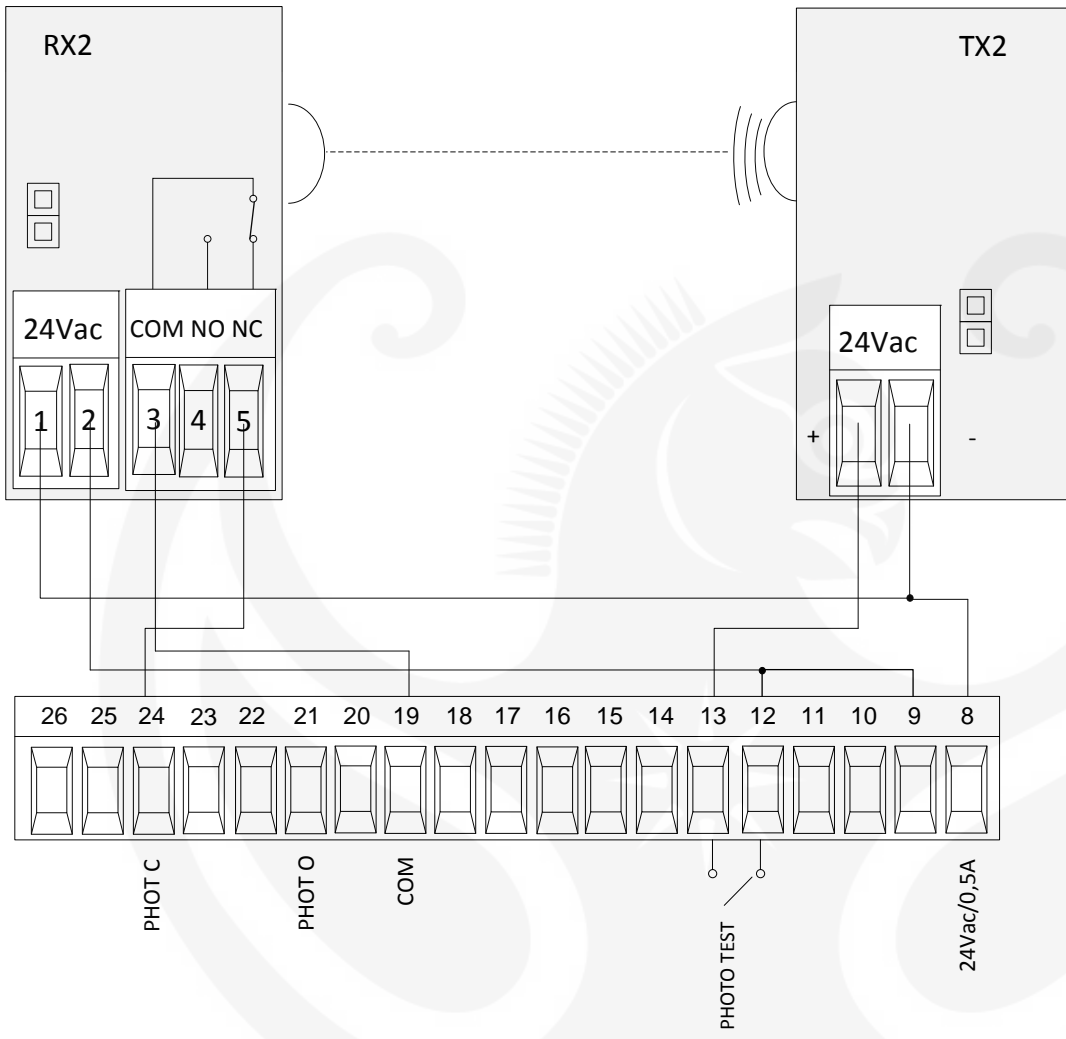 RX2
TX2
24Vac
COM NO NC
1 2 3 4 5
24Vac
+ -
26 25 24 23 22 21 20 19 18 17 16 15 14 13 12 11 10 9 8
PHOT C
PHOT O
COM
PHOTO TEST
24Vac/0,5A